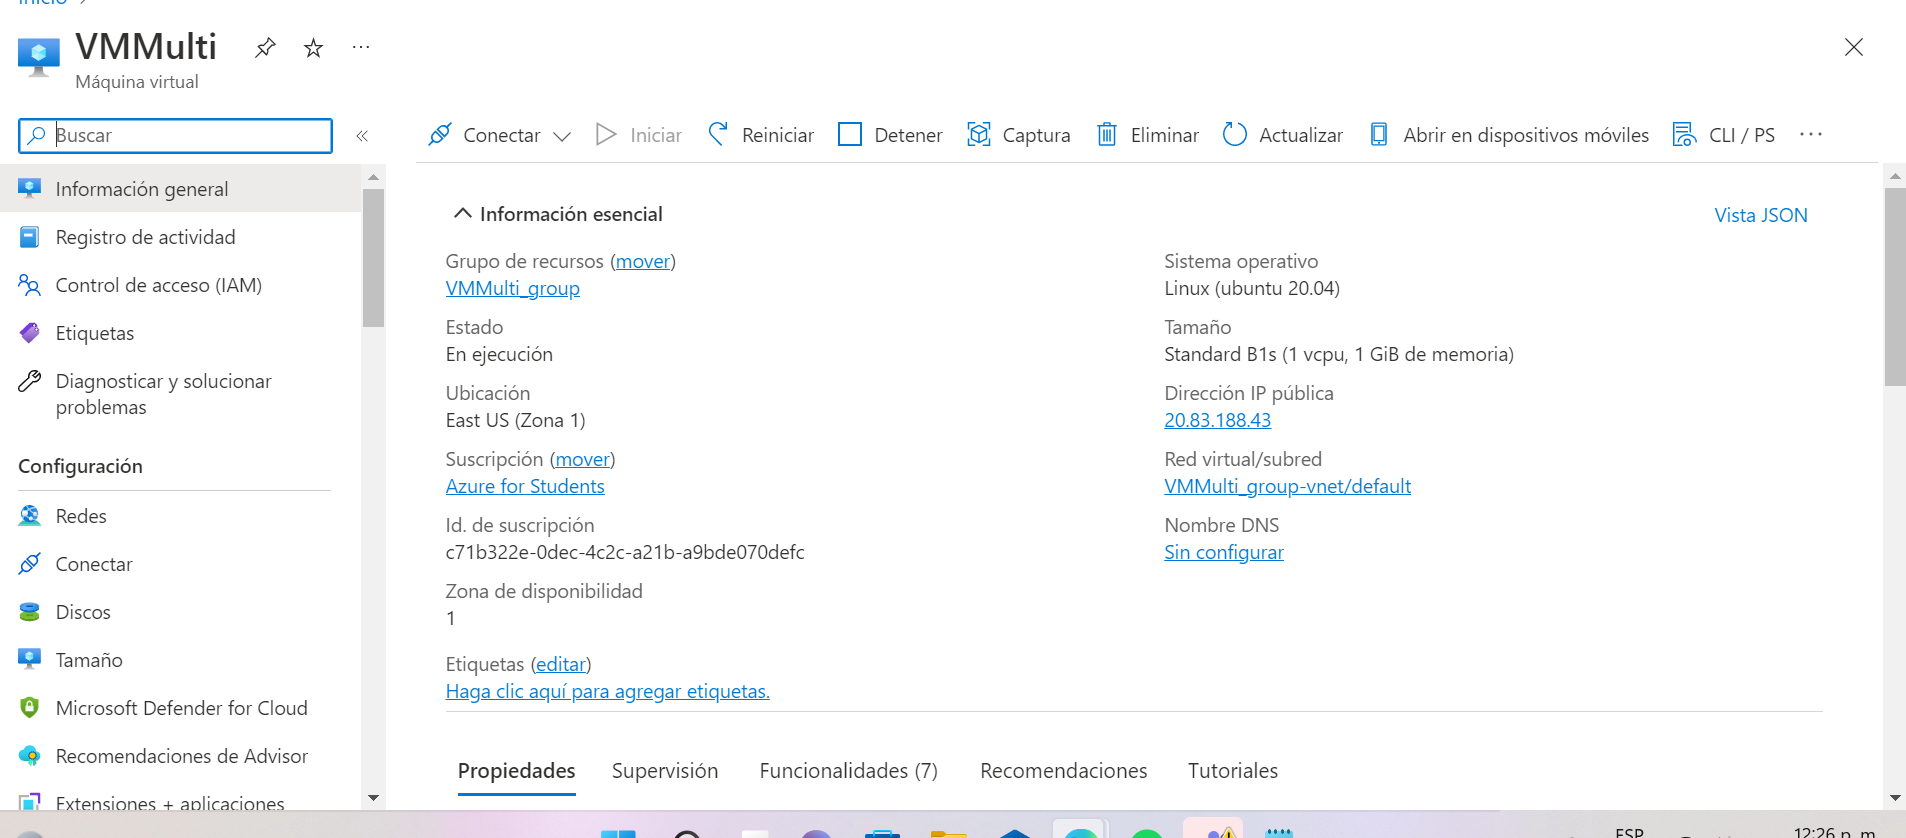 Inicio
VMMulti
Máquina virtual
Buscar
Conectar
Iniciar
Reiniciar
Detener
Captura
Eliminar
Actualizar
Abrir en dispositivos móviles
CLI / PS
Información general
Registro de actividad
Control de acceso (IAM)
Etiquetas
Diagnosticar y solucionar
problemas
Configuración
Redes
Conectar
Discos
Tamaño
Microsoft Defender for Cloud
Recomendaciones de Advisor
Extensiones + aplicaciones
Información esencial
Vista JSON
Grupo de recursos (mover)
VMMulti_group
Estado
En ejecución
Ubicación
East US (Zona 1)
Suscripción (mover)
Azure for Students
Id. de suscripción
c71b322e-0dec-4c2c-a21b-a9bde070defc
Zona de disponibilidad
1
Etiquetas (editar)
Haga clic aquí para agregar etiquetas.
Sistema operativo
Linux (ubuntu 20.04)
Tamaño
Standard B1s (1 vcpu, 1 GiB de memoria)
Dirección IP pública
20.83.188.43
Red virtual/subred
VMMulti_group-vnet/default
Nombre DNS
Sin configurar
Propiedades
Supervisión
Funcionalidades (7)
Recomendaciones
Tutoriales
ESP
12:26 p. m.